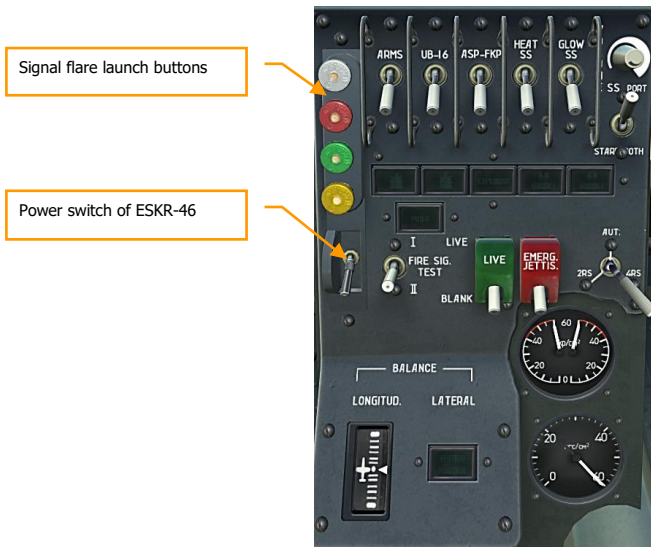 Signal flare launch buttons
Power switch of ESKR-46
ARMS
UB-16
ASP-FKP
HEAT
SS
GLOW
SS
SS PORT
STARB
BOTH
I
LIVE
FIRE SIG.
TEST
II
BLANK
LIVE
EMERG.
JETTIS.
AUT.
2RS
4RS
60
40
40
20
20
0
BALANCE
LONGITUD.
LATERAL
20
40
0
60